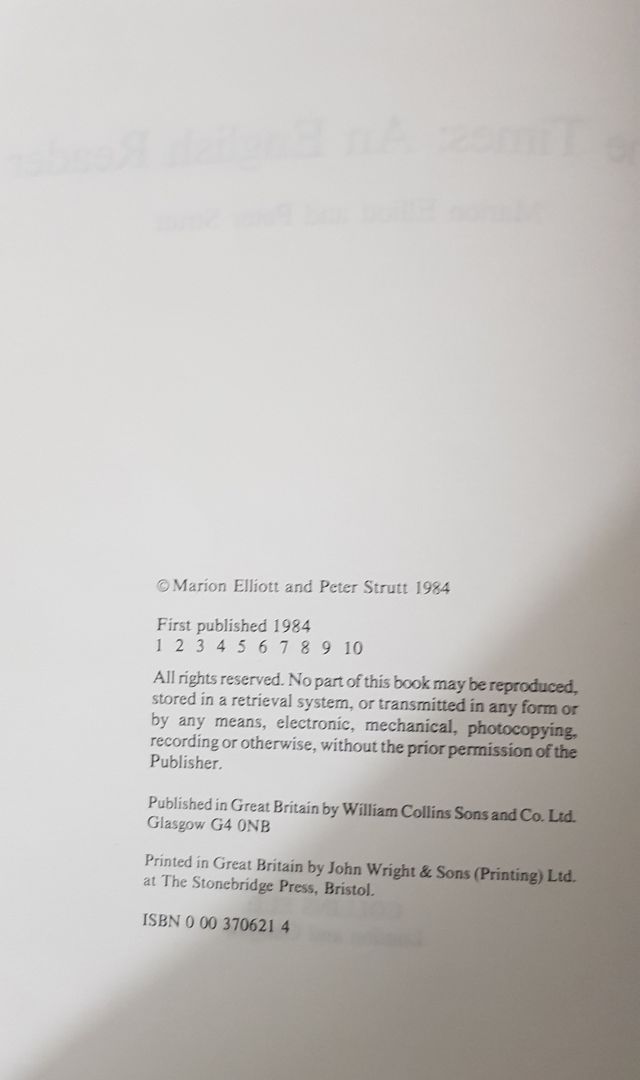 © Marion Elliott and Peter Strutt 1984
First published 1984
1 2 3 4 5 6 7 8 9 10
All rights reserved. No part of this book may be reproduced,
stored in a retrieval system, or transmitted in any form or
by any means, electronic, mechanical, photocopying,
recording or otherwise, without the prior permission of the
Publisher.
Published in Great Britain by William Collins Sons and Co. Ltd.
Glasgow G4 0NB
Printed in Great Britain by John Wright & Sons (Printing) Ltd.
at The Stonebridge Press, Bristol.
ISBN 0 00 370621 4